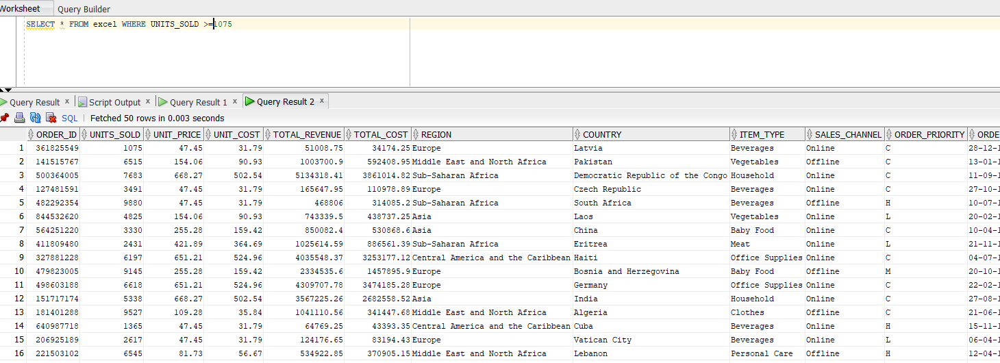 Worksheet Query Builder
SELECT * FROM excel WHERE UNITS_SOLD >=1075
Query Result x Script Output x Query Result 1 x Query Result 2 x
SQL | Fetched 50 rows in 0.003 seconds
ORDER_ID UNITS_SOLD UNIT_PRICE UNIT_COST TOTAL_REVENUE TOTAL_COST REGION COUNTRY ITEM_TYPE SALES_CHANNEL ORDER_PRIORITY ORDE
1 361825549 1075 47.45 31.79 51008.75 34174.25 Europe Latvia Beverages Online C 28-12-1
2 141515767 6515 154.06 90.93 1003700.9 592408.95 Middle East and North Africa Pakistan Vegetables Offline C 13-01-1
3 500364005 7683 668.27 502.54 5134318.41 3861014.82 Sub-Saharan Africa Democratic Republic of the Congo Household Online C 11-09-1
4 127481591 3491 47.45 31.79 165647.95 110978.89 Europe Czech Republic Beverages Online C 27-10-1
5 482292354 9880 47.45 31.79 468806 314085.2 Sub-Saharan Africa South Africa Beverages Offline H 10-07-1
6 844532620 4825 154.06 90.93 743339.5 438737.25 Asia Laos Vegetables Online L 20-02-1
7 564251220 3330 255.28 159.42 850082.4 530868.6 Asia China Baby Food Online C 10-04-1
8 411809480 2431 421.89 364.69 1025614.59 886561.39 Sub-Saharan Africa Eritrea Meat Online L 21-11-1
9 327881228 6197 651.21 524.96 4035548.37 3253177.12 Central America and the Caribbean Haiti Office Supplies Online C 04-07-1
10 479823005 9145 255.28 159.42 2334535.6 1457895.9 Europe Bosnia and Herzegovina Baby Food Offline M 20-10-1
11 498603188 6618 651.21 524.96 4309707.78 3474185.28 Europe Germany Office Supplies Online C 22-02-1
12 151717174 5338 668.27 502.54 3567225.26 2682558.52 Asia India Household Online C 27-08-1
13 181401288 9527 109.28 35.84 1041110.56 341447.68 Middle East and North Africa Algeria Clothes Offline C 21-06-1
14 640987718 1365 47.45 31.79 64769.25 43393.35 Central America and the Caribbean Cuba Beverages Online H 15-11-1
15 206925189 2617 47.45 31.79 124176.65 83194.43 Europe Vatican City Beverages Online L 06-04-1
16 221503102 6545 81.73 56.67 534922.85 370905.15 Middle East and North Africa Lebanon Personal Care Offline H 12-04-1